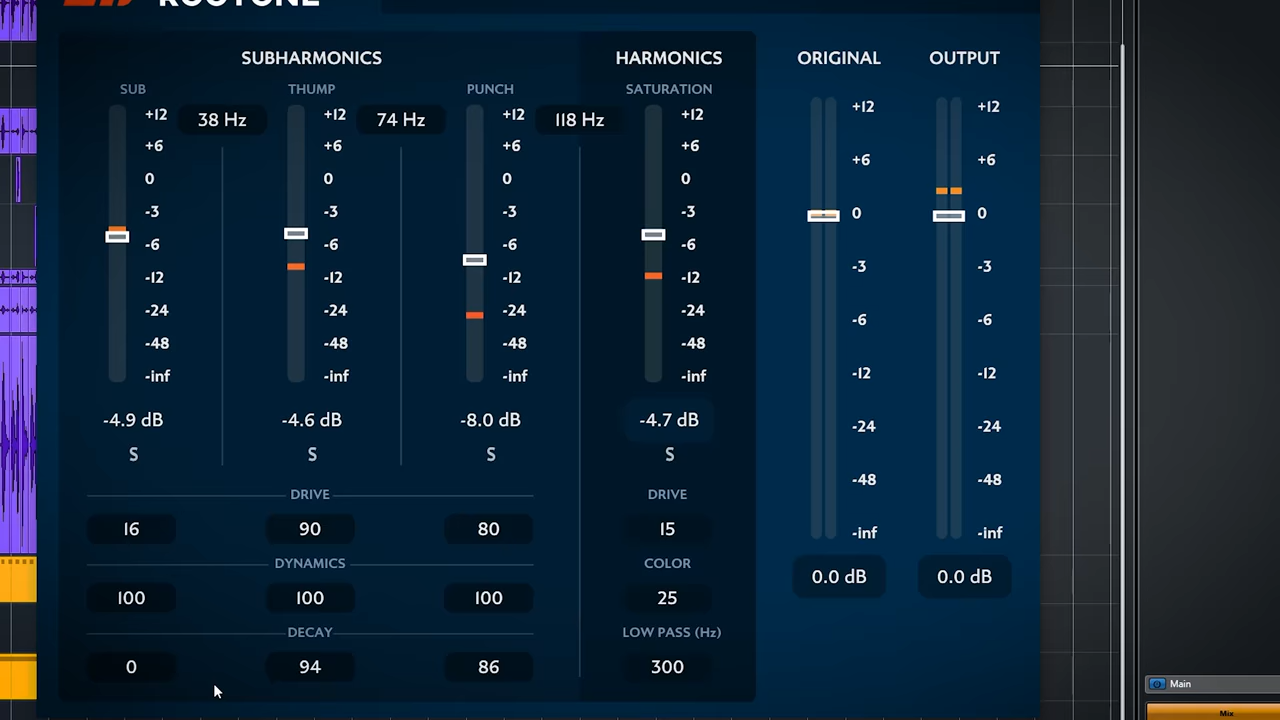 ROOTONE
SUBHARMONICS HARMONICS ORIGINAL OUTPUT
SUB THUMP PUNCH SATURATION
+12 38 Hz +12 74 Hz +12 118 Hz +12 +12 +12
+6 +6 +6 +6 +6 +6
0 0 0 0 0 0
-3 -3 -3 -3 -3 -3
-6 -6 -6 -6 -6 -6
-12 -12 -12 -12 -12 -12
-24 -24 -24 -24 -24 -24
-48 -48 -48 -48 -48 -48
-inf -inf -inf -inf -inf -inf
-4.9 dB -4.6 dB -8.0 dB -4.7 dB 0.0 dB 0.0 dB
S S S S
DRIVE DRIVE
16 90 80 15
DYNAMICS COLOR
100 100 100 25
DECAY LOW PASS (Hz)
0 94 86 300
Main
Mix